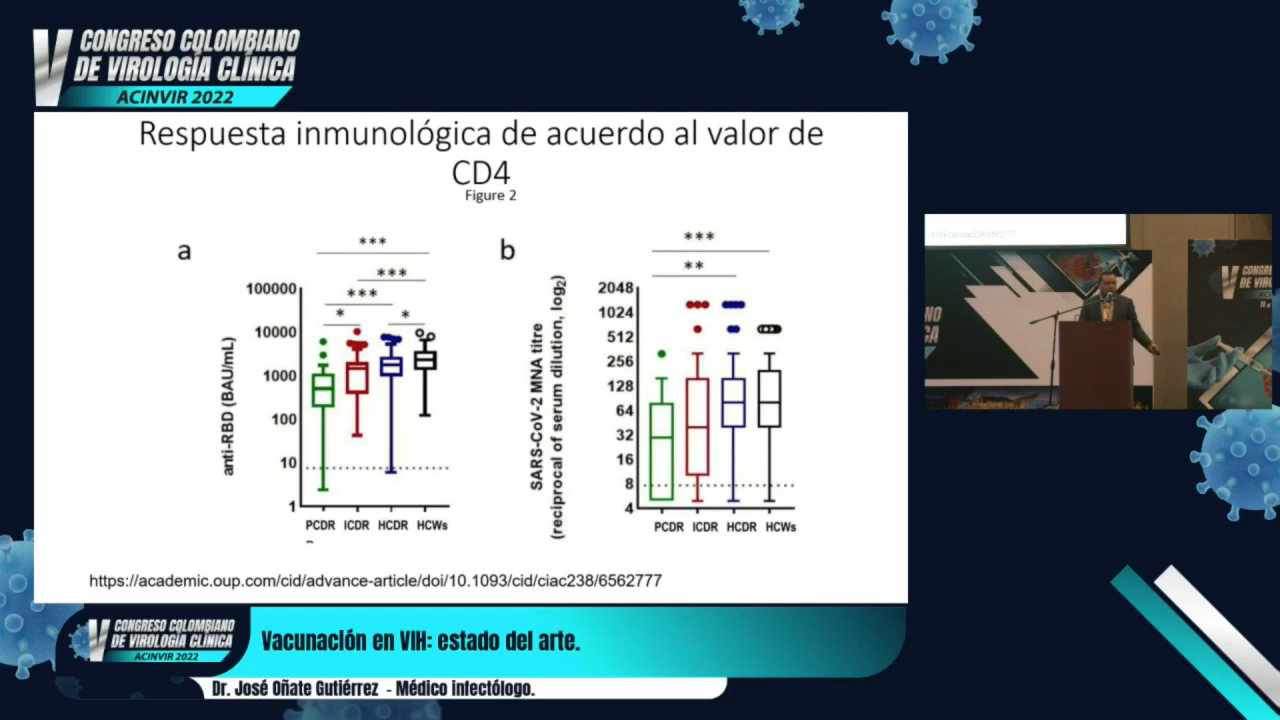 CONGRESO COLOMBIANO
DE VIROLOGÍA CLÍNICA
ACINVIR 2022
Respuesta inmunológica de acuerdo al valor de
CD4
Figure 2
a
***
***
***
*
*
100000
10000
1000
100
10
1
anti-RBD (BAU/mL)
PCDR ICDR HCDR HCWs
b
***
**
2048
1024
512
256
128
64
32
16
8
4
SARS-CoV-2 MNA titre
(reciprocal of serum dilution, log2)
PCDR ICDR HCDR HCWs
https://academic.oup.com/cid/advance-article/doi/10.1093/cid/ciac238/6562777
V CONGRESO COLOMBIANO
DE VIROLOGÍA CLÍNICA
ACINVIR 2022
Vacunación en VIH: estado del arte.
Dr. José Oñate Gutiérrez - Médico infectólogo.